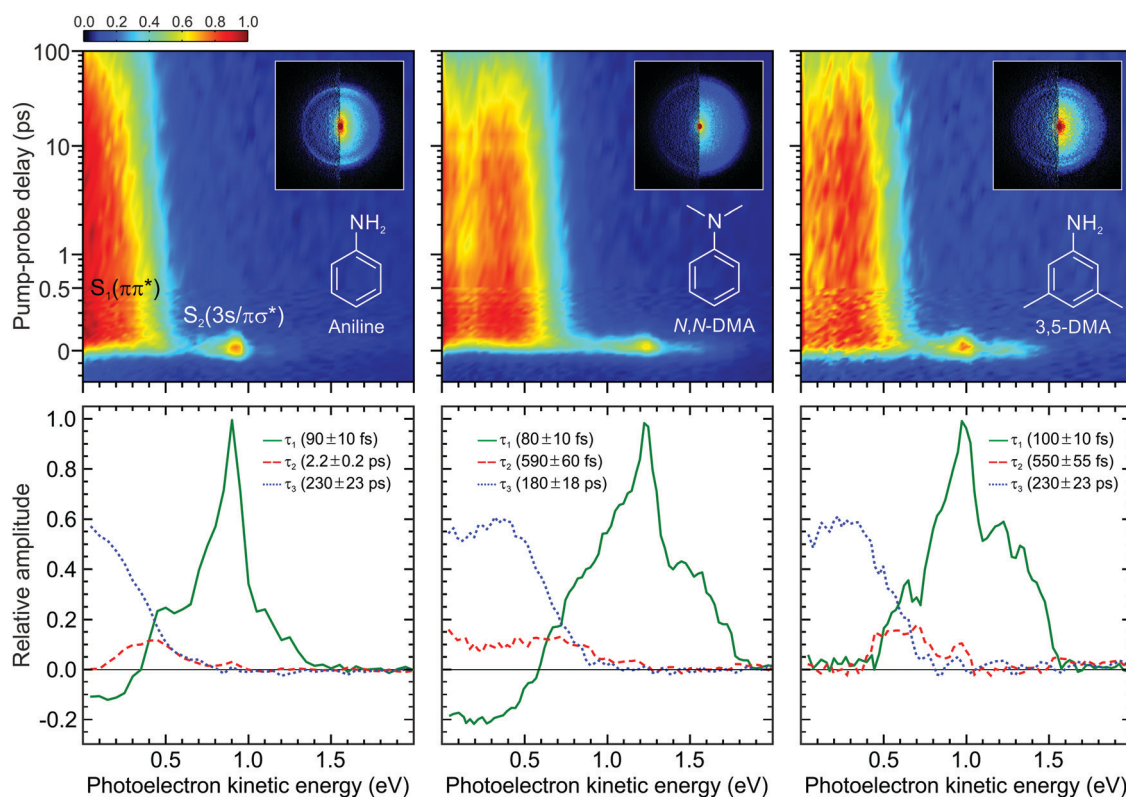 0.0 0.2 0.4 0.6 0.8 1.0
Pump-probe delay (ps)
100
10
1
0.5
0
S₁(ππ*)
S₂(3s/πσ*)
NH₂
Aniline
N
N,N-DMA
NH₂
3,5-DMA
Relative amplitude
1.0
0.8
0.6
0.4
0.2
0.0
-0.2
τ₁ (90±10 fs)
τ₂ (2.2±0.2 ps)
τ₃ (230±23 ps)
0.5 1.0 1.5
Photoelectron kinetic energy (eV)
τ₁ (80±10 fs)
τ₂ (590±60 fs)
τ₃ (180±18 ps)
0.5 1.0 1.5
Photoelectron kinetic energy (eV)
τ₁ (100±10 fs)
τ₂ (550±55 fs)
τ₃ (230±23 ps)
0.5 1.0 1.5
Photoelectron kinetic energy (eV)